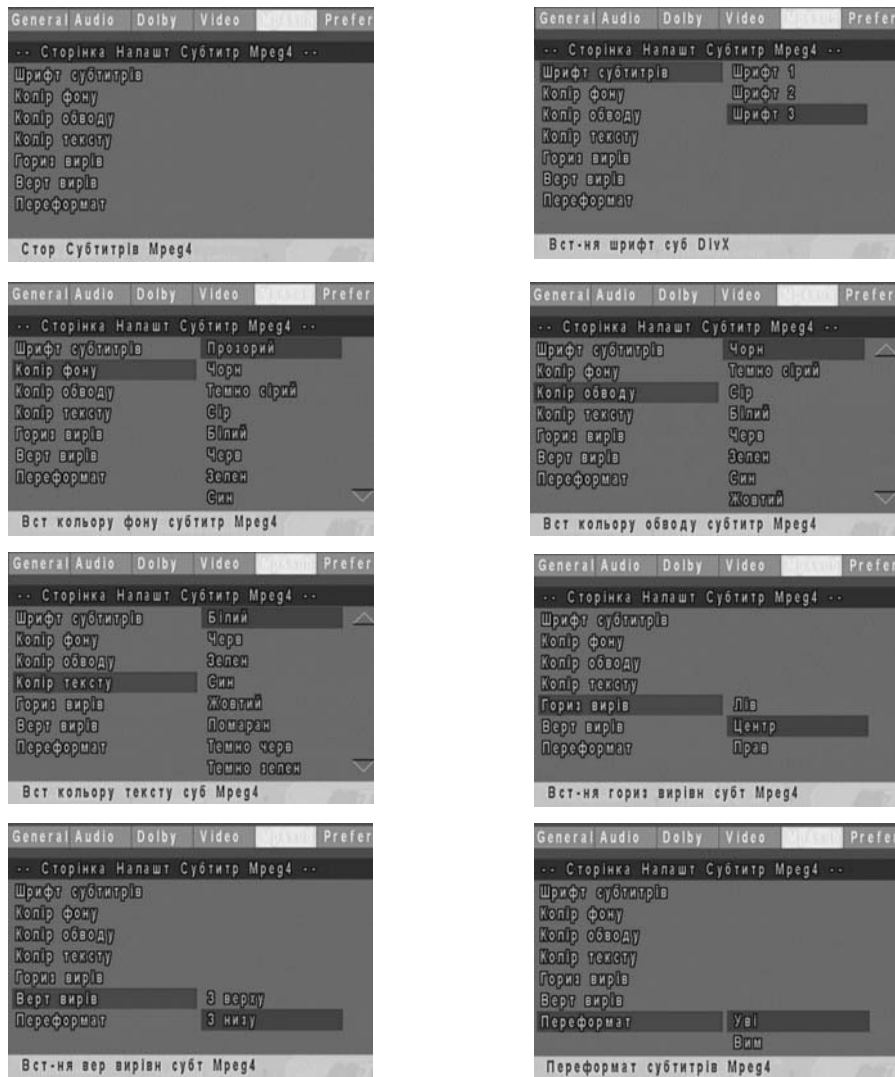 General Audio Dolby Video Prefer
-- Сторінка Налашт Субтитр Mpeg4 --
Шрифт субтитрів
Колір фону
Колір обводу
Колір тексту
Гориз вирів
Верт вирів
Переформат
Стор Субтитрів Mpeg4
General Audio Dolby Video Prefer
-- Сторінка Налашт Субтитр Mpeg4 --
Шрифт субтитрів Шрифт 1
Колір фону Шрифт 2
Колір обводу Шрифт 3
Колір тексту
Гориз вирів
Верт вирів
Переформат
Вст-ня шрифт суб DivX
General Audio Dolby Video Prefer
-- Сторінка Налашт Субтитр Mpeg4 --
Шрифт субтитрів Прозорий
Колір фону Чорн
Колір обводу Темно сірий
Колір тексту Сір
Гориз вирів Білий
Верт вирів Черв
Переформат Зелен
Син
Вст кольору фону субтитр Mpeg4
General Audio Dolby Video Prefer
-- Сторінка Налашт Субтитр Mpeg4 --
Шрифт субтитрів Чорн
Колір фону Темно сірий
Колір обводу Сір
Колір тексту Білий
Гориз вирів Черв
Верт вирів Зелен
Переформат Син
Жовтий
Вст кольору обводу субтитр Mpeg4
General Audio Dolby Video Prefer
-- Сторінка Налашт Субтитр Mpeg4 --
Шрифт субтитрів Білий
Колір фону Черв
Колір обводу Зелен
Колір тексту Син
Гориз вирів Жовтий
Верт вирів Помаран
Переформат Темно черв
Темно зелен
Вст кольору тексту суб Mpeg4
General Audio Dolby Video Prefer
-- Сторінка Налашт Субтитр Mpeg4 --
Шрифт субтитрів
Колір фону
Колір обводу
Колір тексту
Гориз вирів Лів
Верт вирів Центр
Переформат Прав
Вст-ня гориз вирівн субт Mpeg4
General Audio Dolby Video Prefer
-- Сторінка Налашт Субтитр Mpeg4 --
Шрифт субтитрів
Колір фону
Колір обводу
Колір тексту
Гориз вирів
Верт вирів З верху
Переформат З низу
Вст-ня вер вирівн субт Mpeg4
General Audio Dolby Video Prefer
-- Сторінка Налашт Субтитр Mpeg4 --
Шрифт субтитрів
Колір фону
Колір обводу
Колір тексту
Гориз вирів
Верт вирів
Переформат Уві
Вим
Переформат субтитрів Mpeg4